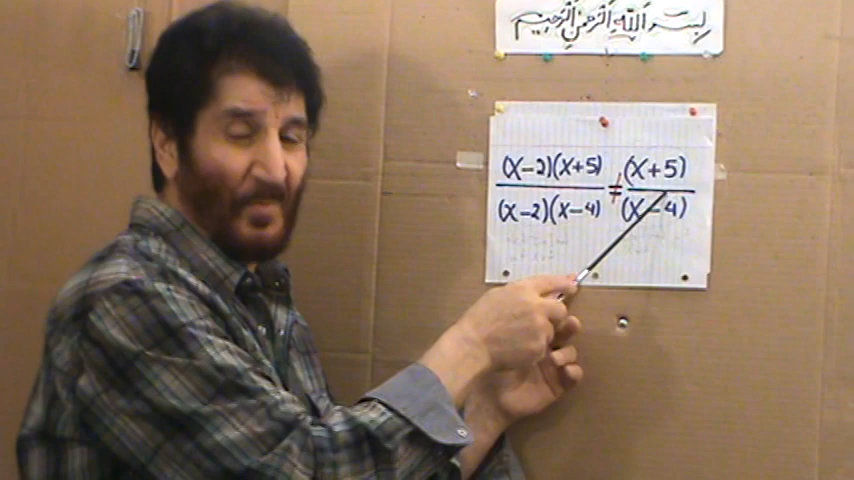 بسم الله الرحمن الرحيم
(x-2)(x+5) ≠ (x+5)
(x-2)(x-4) (x-4)